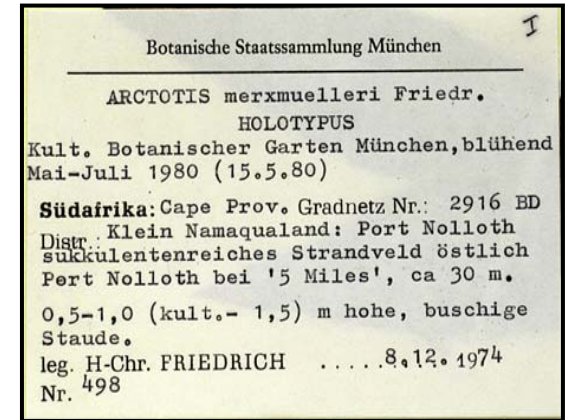 I
Botanische Staatssammlung München
ARCTOTIS merxmuelleri Friedr.
HOLOTYPUS
Kult. Botanischer Garten München,blühend
Mai-Juli 1980 (15.5.80)
Südafrika: Cape Prov. Gradnetz Nr.: 2916 BD
Distr.: Klein Namaqualand: Port Nolloth
sukkulentenreiches Strandveld östlich
Port Nolloth bei '5 Miles', ca 30 m.
0,5-1,0 (kult.- 1,5) m hohe, buschige
Staude.
leg. H-Chr. FRIEDRICH .....8.12.1974
Nr. 498